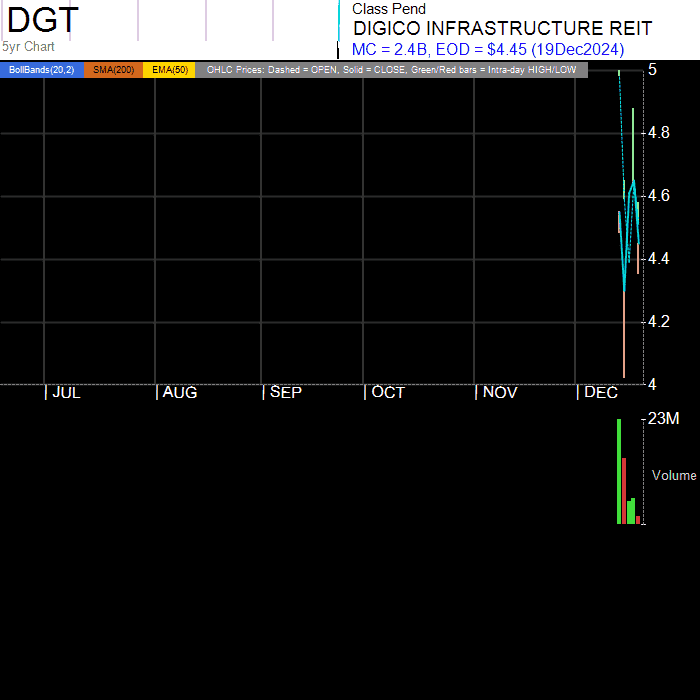 DGT
5yr Chart
Class Pend
DIGICO INFRASTRUCTURE REIT
MC = 2.4B, EOD = $4.45 (19Dec2024)
BollBands(20,2) SMA(200) EMA(50) OHLC Prices: Dashed = OPEN, Solid = CLOSE, Green/Red bars = Intra-day HIGH/LOW
5
4.8
4.6
4.4
4.2
4
JUL AUG SEP OCT NOV DEC
23M
Volume